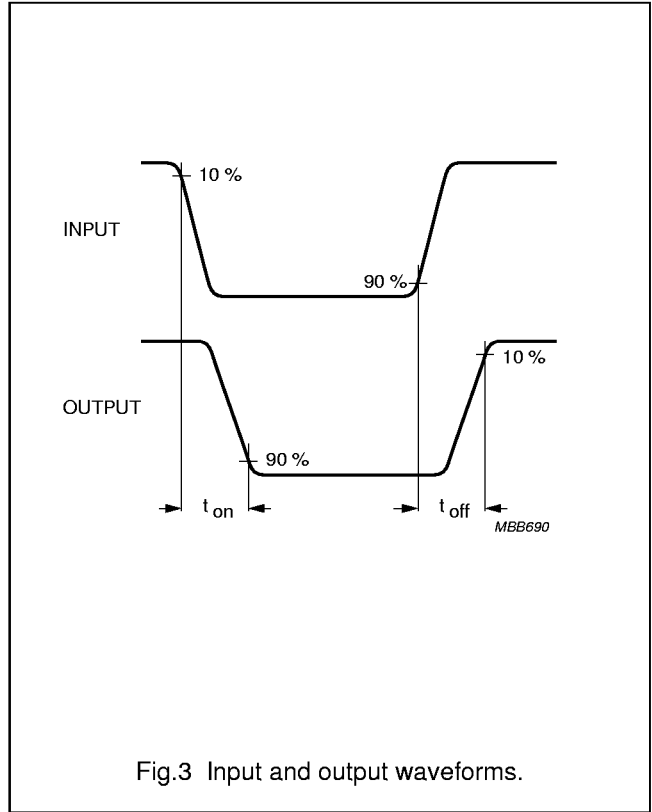 10 %
INPUT
90 %
10 %
OUTPUT
90 %
t on
t off
MBB690
Fig.3 Input and output waveforms.